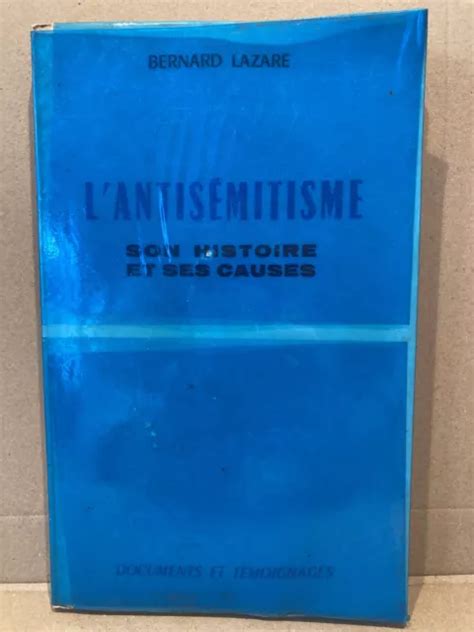 BERNARD LAZARE
L'ANTISÉMITISME
SON HISTOIRE
ET SES CAUSES
DOCUMENTS ET TÉMOIGNAGES